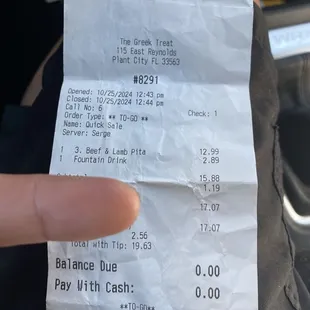 The Greek Treat
115 East Reynolds
Plant City FL 33563
#8291
Opened: 10/25/2024 12:43 pm
Closed: 10/25/2024 12:44 pm
Call No: 6
Check: 1
Order Type: ** TO-GO **
Name: Quick Sale
Server: Serge
1 3. Beef & Lamb Pita 12.99
1 Fountain Drink 2.89
15.88
1.19
17.07
17.07
2.56
Total with Tip: 19.63
Balance Due 0.00
Pay With Cash: 0.00
**TO-GO**